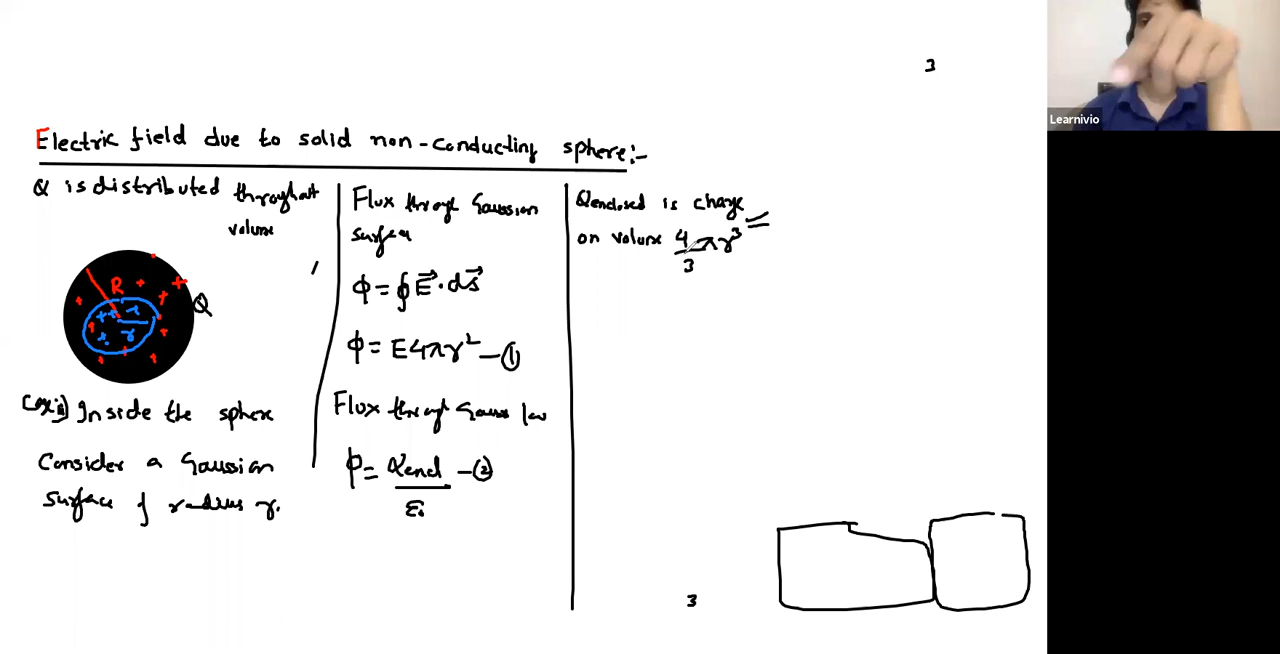 3
Learnivio
Electric field due to solid non-conducting sphere:-
Q is distributed throughout
volume
R
Q
r
Inside the sphere
Consider a Gaussian
surface of radius r.
Flux through Gaussian
surface
ϕ = ∮ E⃗ · ds⃗
ϕ = E4πr² — ①
Flux through Gauss law
ϕ = qencl — ②
ε₀
Qenclosed is charge
on volume 4/3 πr³
3